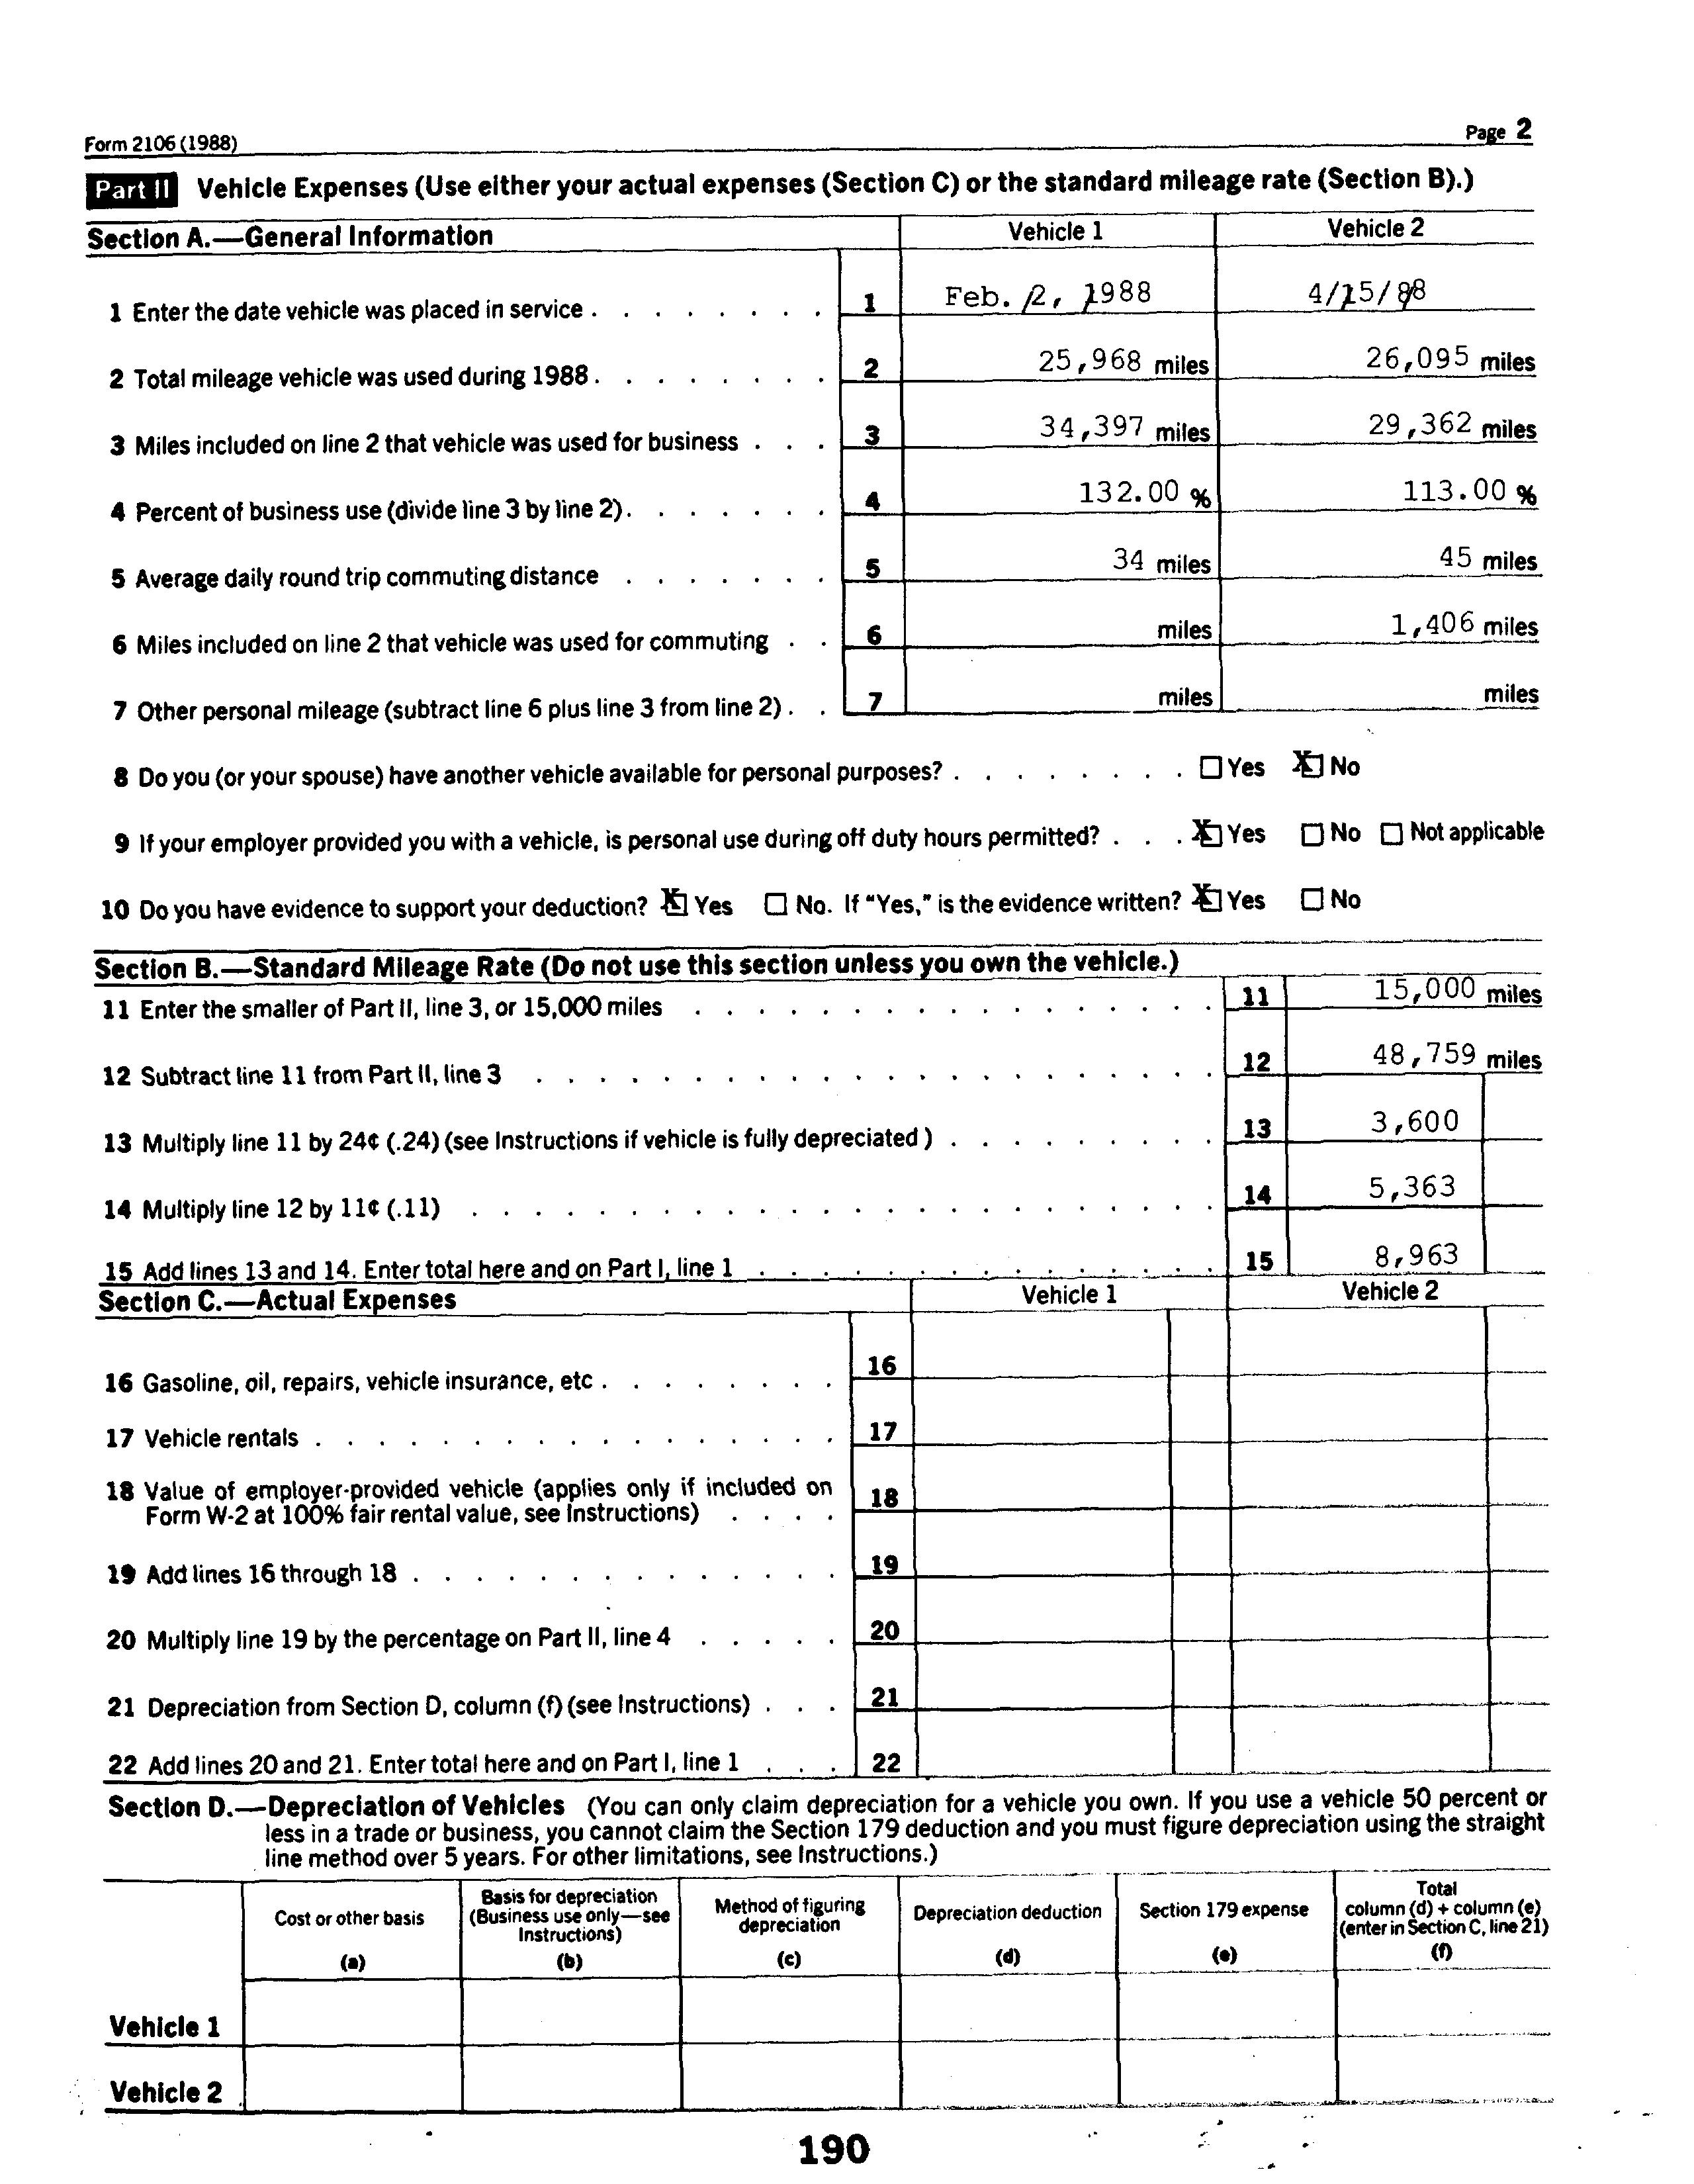 Form 2106 (1988) Page 2
Part II Vehicle Expenses (Use either your actual expenses (Section C) or the standard mileage rate (Section B).)
Section A.—General Information Vehicle 1 Vehicle 2
1 Enter the date vehicle was placed in service . . . . . . . . 1 Feb. 2, 1988 4/15/88
2 Total mileage vehicle was used during 1988 . . . . . . . . 2 25,968 miles 26,095 miles
3 Miles included on line 2 that vehicle was used for business . . . 3 34,397 miles 29,362 miles
4 Percent of business use (divide line 3 by line 2) . . . . . . . 4 132.00 % 113.00 %
5 Average daily round trip commuting distance . . . . . . . 5 34 miles 45 miles
6 Miles included on line 2 that vehicle was used for commuting . . 6 miles 1,406 miles
7 Other personal mileage (subtract line 6 plus line 3 from line 2) . . 7 miles miles
8 Do you (or your spouse) have another vehicle available for personal purposes? . . . . . . . . ☐ Yes ☒ No
9 If your employer provided you with a vehicle, is personal use during off duty hours permitted? . . . ☒ Yes ☐ No ☐ Not applicable
10 Do you have evidence to support your deduction? ☒ Yes ☐ No. If "Yes," is the evidence written? ☒ Yes ☐ No
Section B.—Standard Mileage Rate (Do not use this section unless you own the vehicle.)
11 Enter the smaller of Part II, line 3, or 15,000 miles . . . . . . . . . . . . . . . . . 11 15,000 miles
12 Subtract line 11 from Part II, line 3 . . . . . . . . . . . . . . . . . . . . . . 12 48,759 miles
13 Multiply line 11 by 24¢ (.24) (see Instructions if vehicle is fully depreciated ) . . . . . . . . . 13 3,600
14 Multiply line 12 by 11¢ (.11) . . . . . . . . . . . . . . . . . . . . . . . . 14 5,363
15 Add lines 13 and 14. Enter total here and on Part I, line 1 . . . . . . . . . . . . . . . 15 8,963
Section C.—Actual Expenses Vehicle 1 Vehicle 2
16 Gasoline, oil, repairs, vehicle insurance, etc . . . . . . . . 16
17 Vehicle rentals . . . . . . . . . . . . . . . . . 17
18 Value of employer-provided vehicle (applies only if included on
Form W-2 at 100% fair rental value, see Instructions) . . . . 18
19 Add lines 16 through 18 . . . . . . . . . . . . . . 19
20 Multiply line 19 by the percentage on Part II, line 4 . . . . . 20
21 Depreciation from Section D, column (f) (see Instructions) . . . 21
22 Add lines 20 and 21. Enter total here and on Part I, line 1 . . . 22
Section D.—Depreciation of Vehicles (You can only claim depreciation for a vehicle you own. If you use a vehicle 50 percent or
less in a trade or business, you cannot claim the Section 179 deduction and you must figure depreciation using the straight
line method over 5 years. For other limitations, see Instructions.)
Cost or other basis
(a)
Basis for depreciation
(Business use only—see
Instructions)
(b)
Method of figuring
depreciation
(c)
Depreciation deduction
(d)
Section 179 expense
(e)
Total
column (d) + column (e)
(enter in Section C, line 21)
(f)
Vehicle 1
Vehicle 2
190